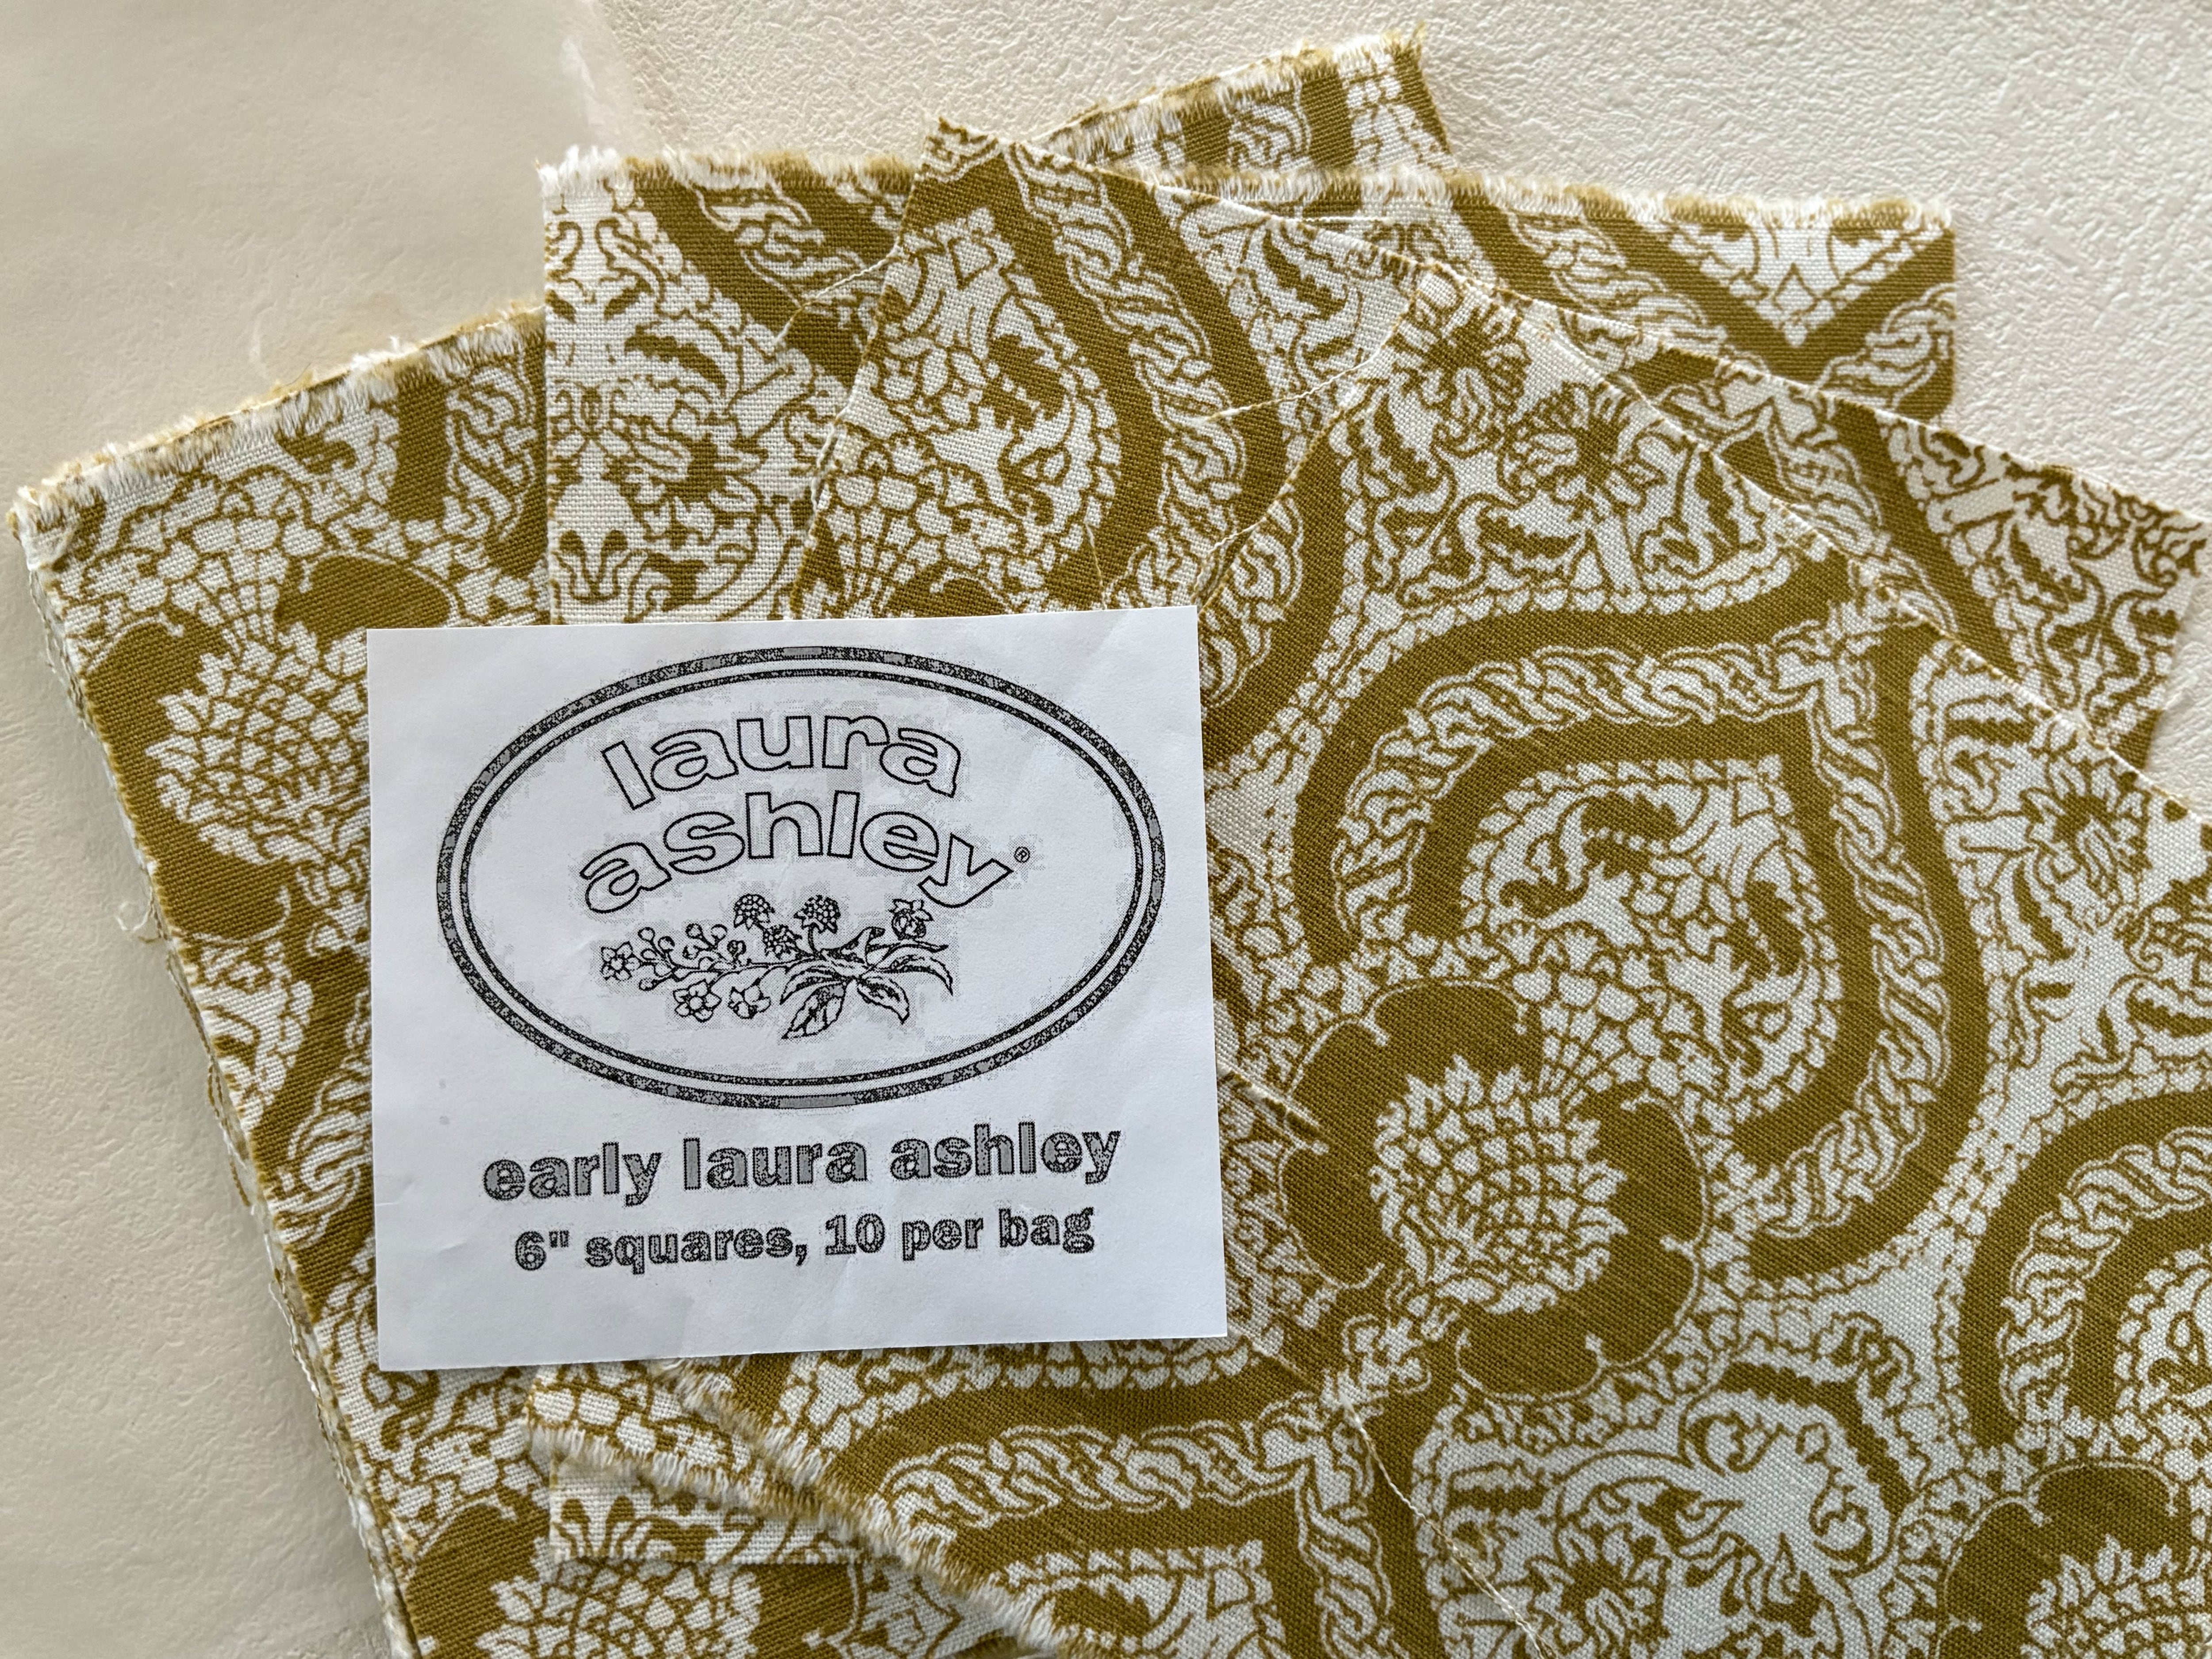 laura
ashley®
early laura ashley
6" squares, 10 per bag